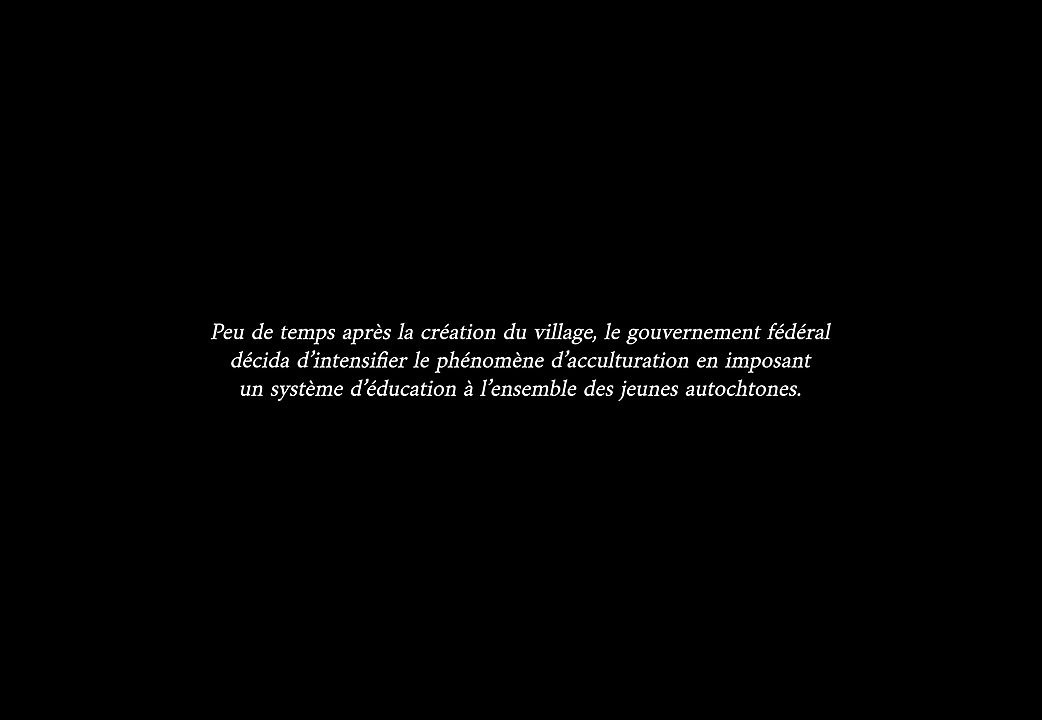 Peu de temps après la création du village, le gouvernement fédéral
décida d’intensifier le phénomène d’acculturation en imposant
un système d’éducation à l’ensemble des jeunes autochtones.